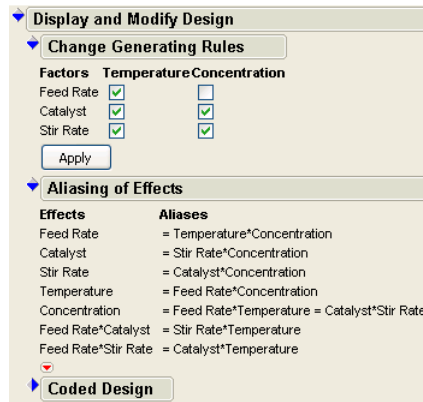 Display and Modify Design
Change Generating Rules
Factors Temperature Concentration
Feed Rate
Catalyst
Stir Rate
Apply
Aliasing of Effects
Effects Aliases
Feed Rate = Temperature*Concentration
Catalyst = Stir Rate*Concentration
Stir Rate = Catalyst*Concentration
Temperature = Feed Rate*Concentration
Concentration = Feed Rate*Temperature = Catalyst*Stir Rate
Feed Rate*Catalyst = Stir Rate*Temperature
Feed Rate*Stir Rate = Catalyst*Temperature
Coded Design